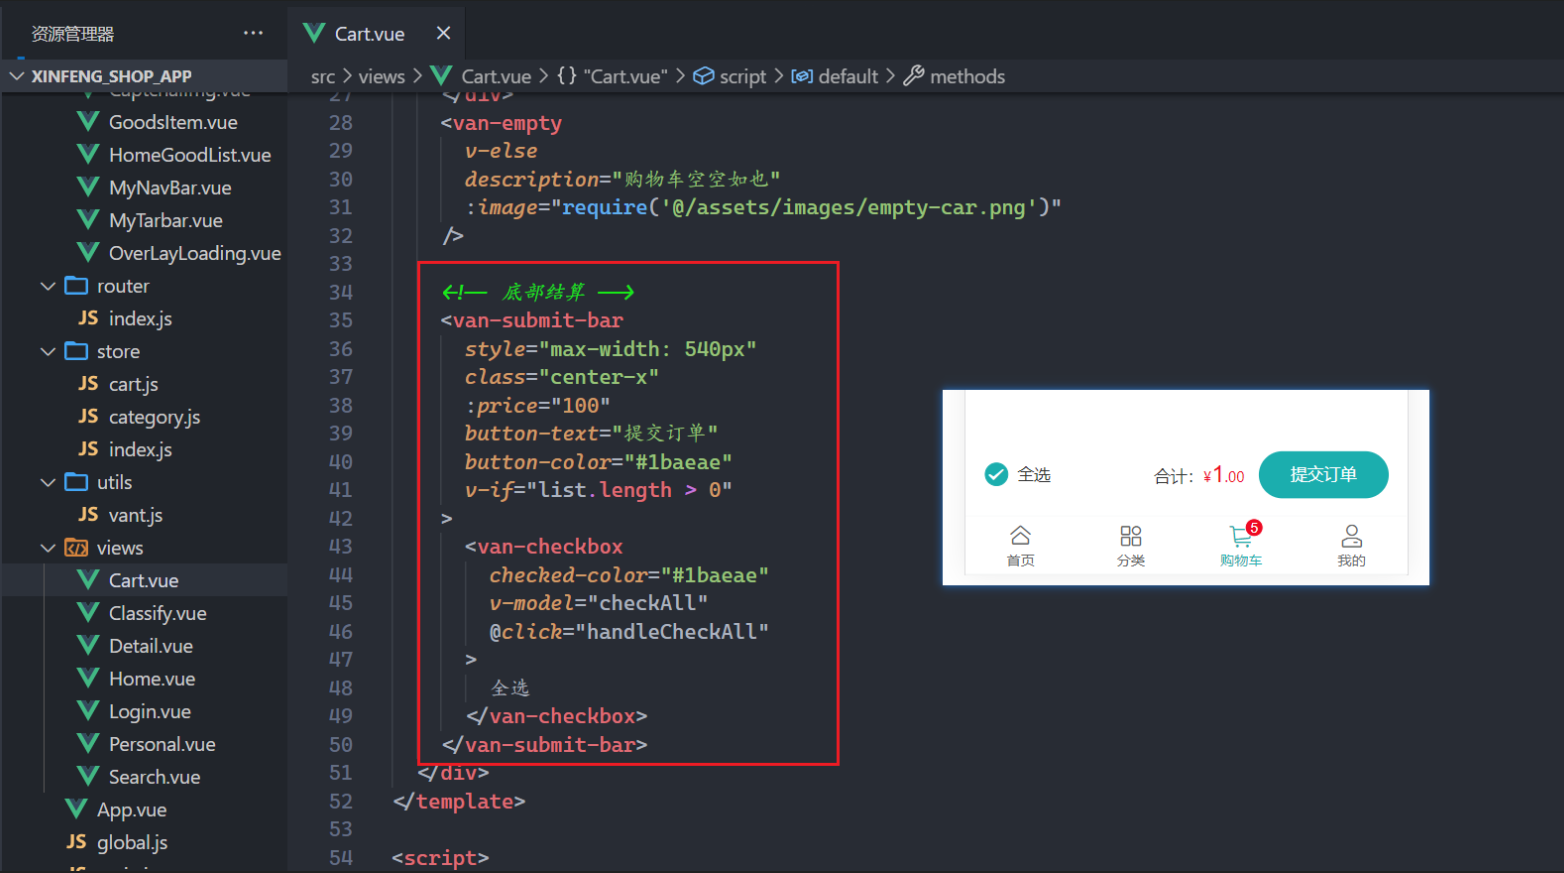 资源管理器
···
Cart.vue
XINFENG_SHOP_APP
src > views > Cart.vue > {} "Cart.vue" > script > default > methods
CaptchaImg.vue
GoodsItem.vue
HomeGoodList.vue
MyNavBar.vue
MyTarbar.vue
OverLayLoading.vue
router
JS index.js
store
JS cart.js
JS category.js
JS index.js
utils
JS vant.js
views
Cart.vue
Classify.vue
Detail.vue
Home.vue
Login.vue
Personal.vue
Search.vue
App.vue
JS global.js
27 </div>
28 <van-empty
29 v-else
30 description="购物车空空如也"
31 :image="require('@/assets/images/empty-car.png')"
32 />
33
34 <!-- 底部结算 -->
35 <van-submit-bar
36 style="max-width: 540px"
37 class="center-x"
38 :price="100"
39 button-text="提交订单"
40 button-color="#1baeae"
41 v-if="list.length > 0"
42 >
43 <van-checkbox
44 checked-color="#1baeae"
45 v-model="checkAll"
46 @click="handleCheckAll"
47 >
48 全选
49 </van-checkbox>
50 </van-submit-bar>
51 </div>
52 </template>
53
54 <script>
全选 合计：¥1.00 提交订单
5
首页 分类 购物车 我的